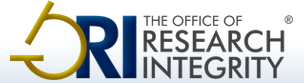 ORI THE OFFICE OF ®
RESEARCH
INTEGRITY